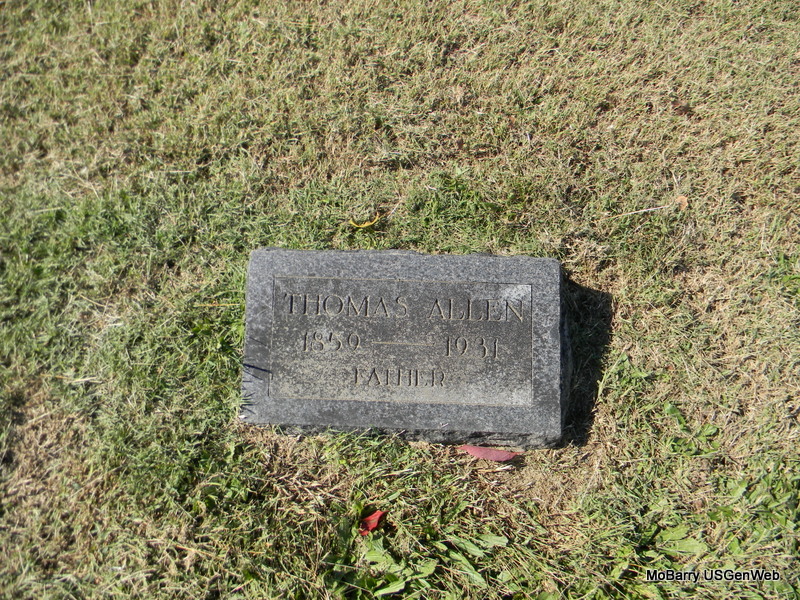 THOMAS ALLEN
1859 — 1931
FATHER
MoBarry USGenWeb